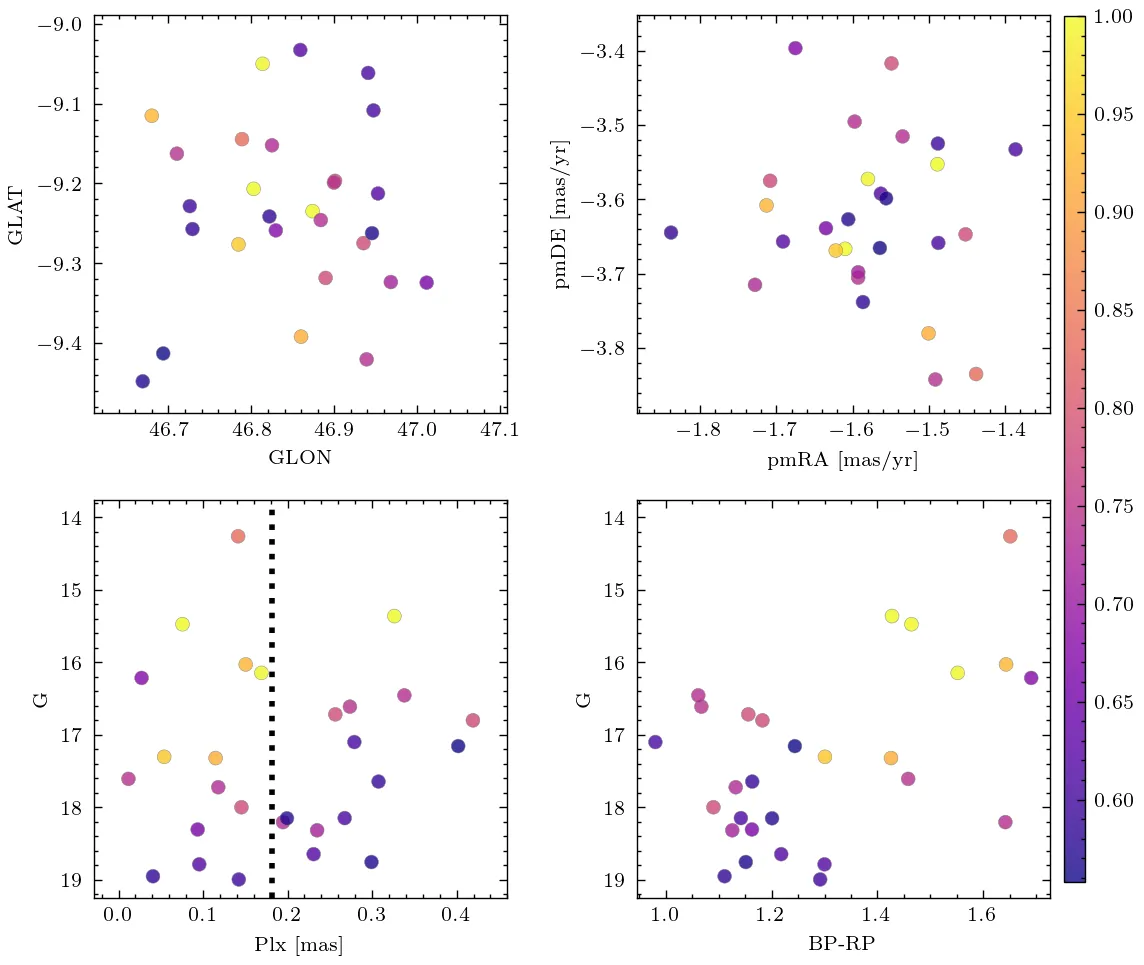 −9.0
−9.1
−9.2
−9.3
−9.4
GLAT
46.7 46.8 46.9 47.0 47.1
GLON
−3.4
−3.5
−3.6
−3.7
−3.8
pmDE [mas/yr]
−1.8 −1.7 −1.6 −1.5 −1.4
pmRA [mas/yr]
14
15
16
17
18
19
G
0.0 0.1 0.2 0.3 0.4
Plx [mas]
14
15
16
17
18
19
G
1.0 1.2 1.4 1.6
BP-RP
1.00
0.95
0.90
0.85
0.80
0.75
0.70
0.65
0.60